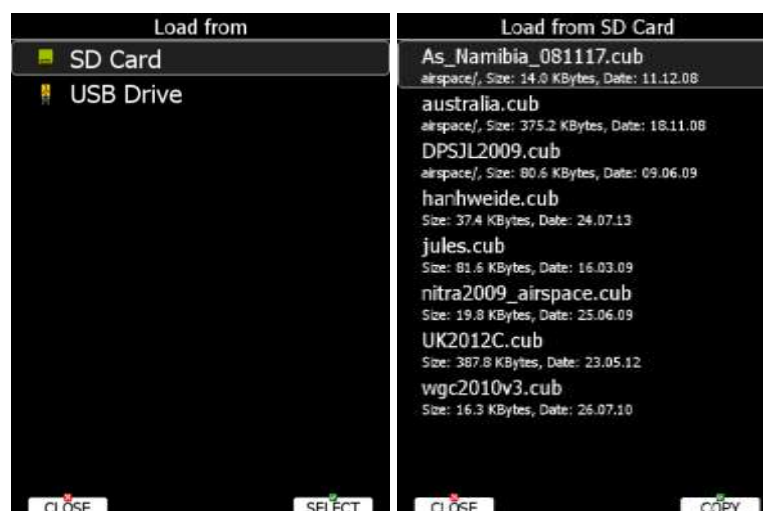 Load from
SD Card
USB Drive
CLOSE
SELECT
Load from SD Card
As_Namibia_081117.cub
airspace/, Size: 14.0 KBytes, Date: 11.12.08
australia.cub
airspace/, Size: 375.2 KBytes, Date: 18.11.08
DPSJL2009.cub
airspace/, Size: 80.6 KBytes, Date: 09.06.09
hanhweide.cub
Size: 37.4 KBytes, Date: 24.07.13
jules.cub
Size: 81.6 KBytes, Date: 16.03.09
nitra2009_airspace.cub
Size: 19.8 KBytes, Date: 25.06.09
UK2012C.cub
Size: 387.8 KBytes, Date: 23.05.12
wgc2010v3.cub
Size: 16.3 KBytes, Date: 26.07.10
CLOSE
COPY